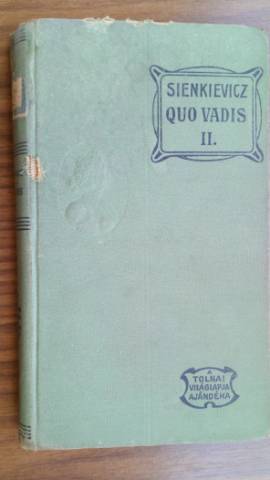 SIENKIEVICZ
QUO VADIS
II.
A
TOLNAI
VILÁGLAPJA
AJÁNDÉKA